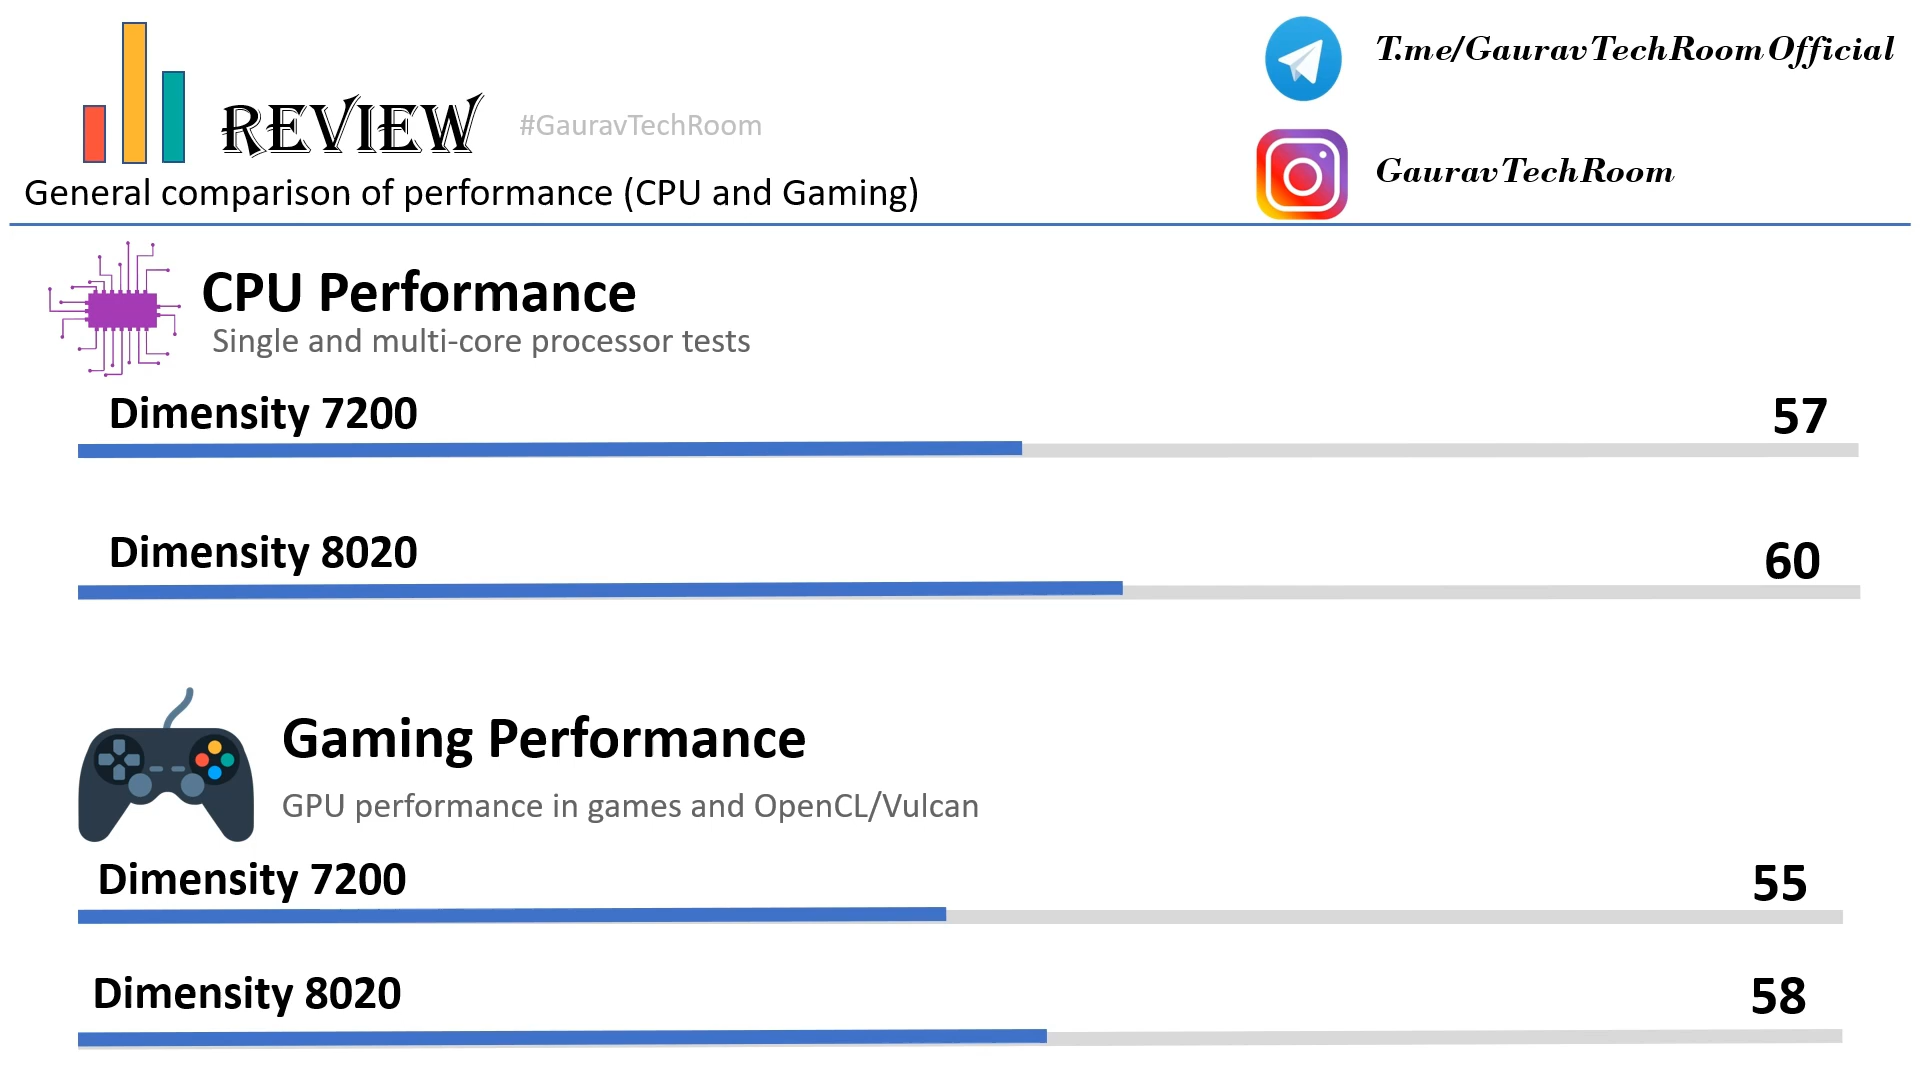 T.me/GauravTechRoomOfficial
REVIEW
#GauravTechRoom
GauravTechRoom
General comparison of performance (CPU and Gaming)
CPU Performance
Single and multi-core processor tests
Dimensity 7200
57
Dimensity 8020
60
Gaming Performance
GPU performance in games and OpenCL/Vulcan
Dimensity 7200
55
Dimensity 8020
58